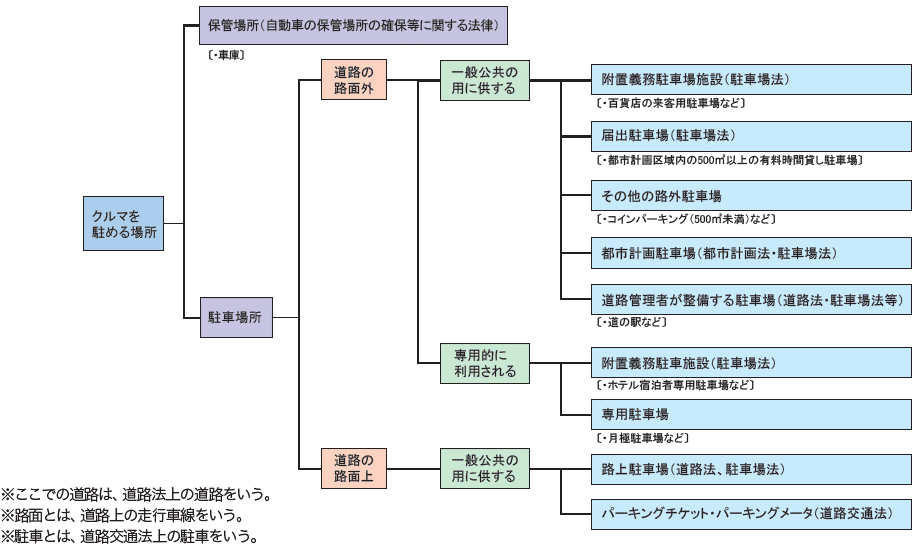 保管場所（自動車の保管場所の確保等に関する法律）
〔・車庫〕
道路の
路面外
一般公共の
用に供する
附置義務駐車場施設（駐車場法）
〔・百貨店の来客用駐車場など〕
届出駐車場（駐車場法）
〔・都市計画区域内の500㎡以上の有料時間貸し駐車場〕
その他の路外駐車場
〔・コインパーキング（500㎡未満）など〕
都市計画駐車場（都市計画法・駐車場法）
道路管理者が整備する駐車場（道路法・駐車場法等）
〔・道の駅など〕
クルマを
駐める場所
駐車場所
専用的に
利用される
附置義務駐車施設（駐車場法）
〔・ホテル宿泊者専用駐車場など〕
専用駐車場
〔・月極駐車場など〕
道路の
路面上
一般公共の
用に供する
路上駐車場（道路法、駐車場法）
パーキングチケット・パーキングメータ（道路交通法）
※ここでの道路は、道路法上の道路をいう。
※路面とは、道路上の走行車線をいう。
※駐車とは、道路交通法上の駐車をいう。